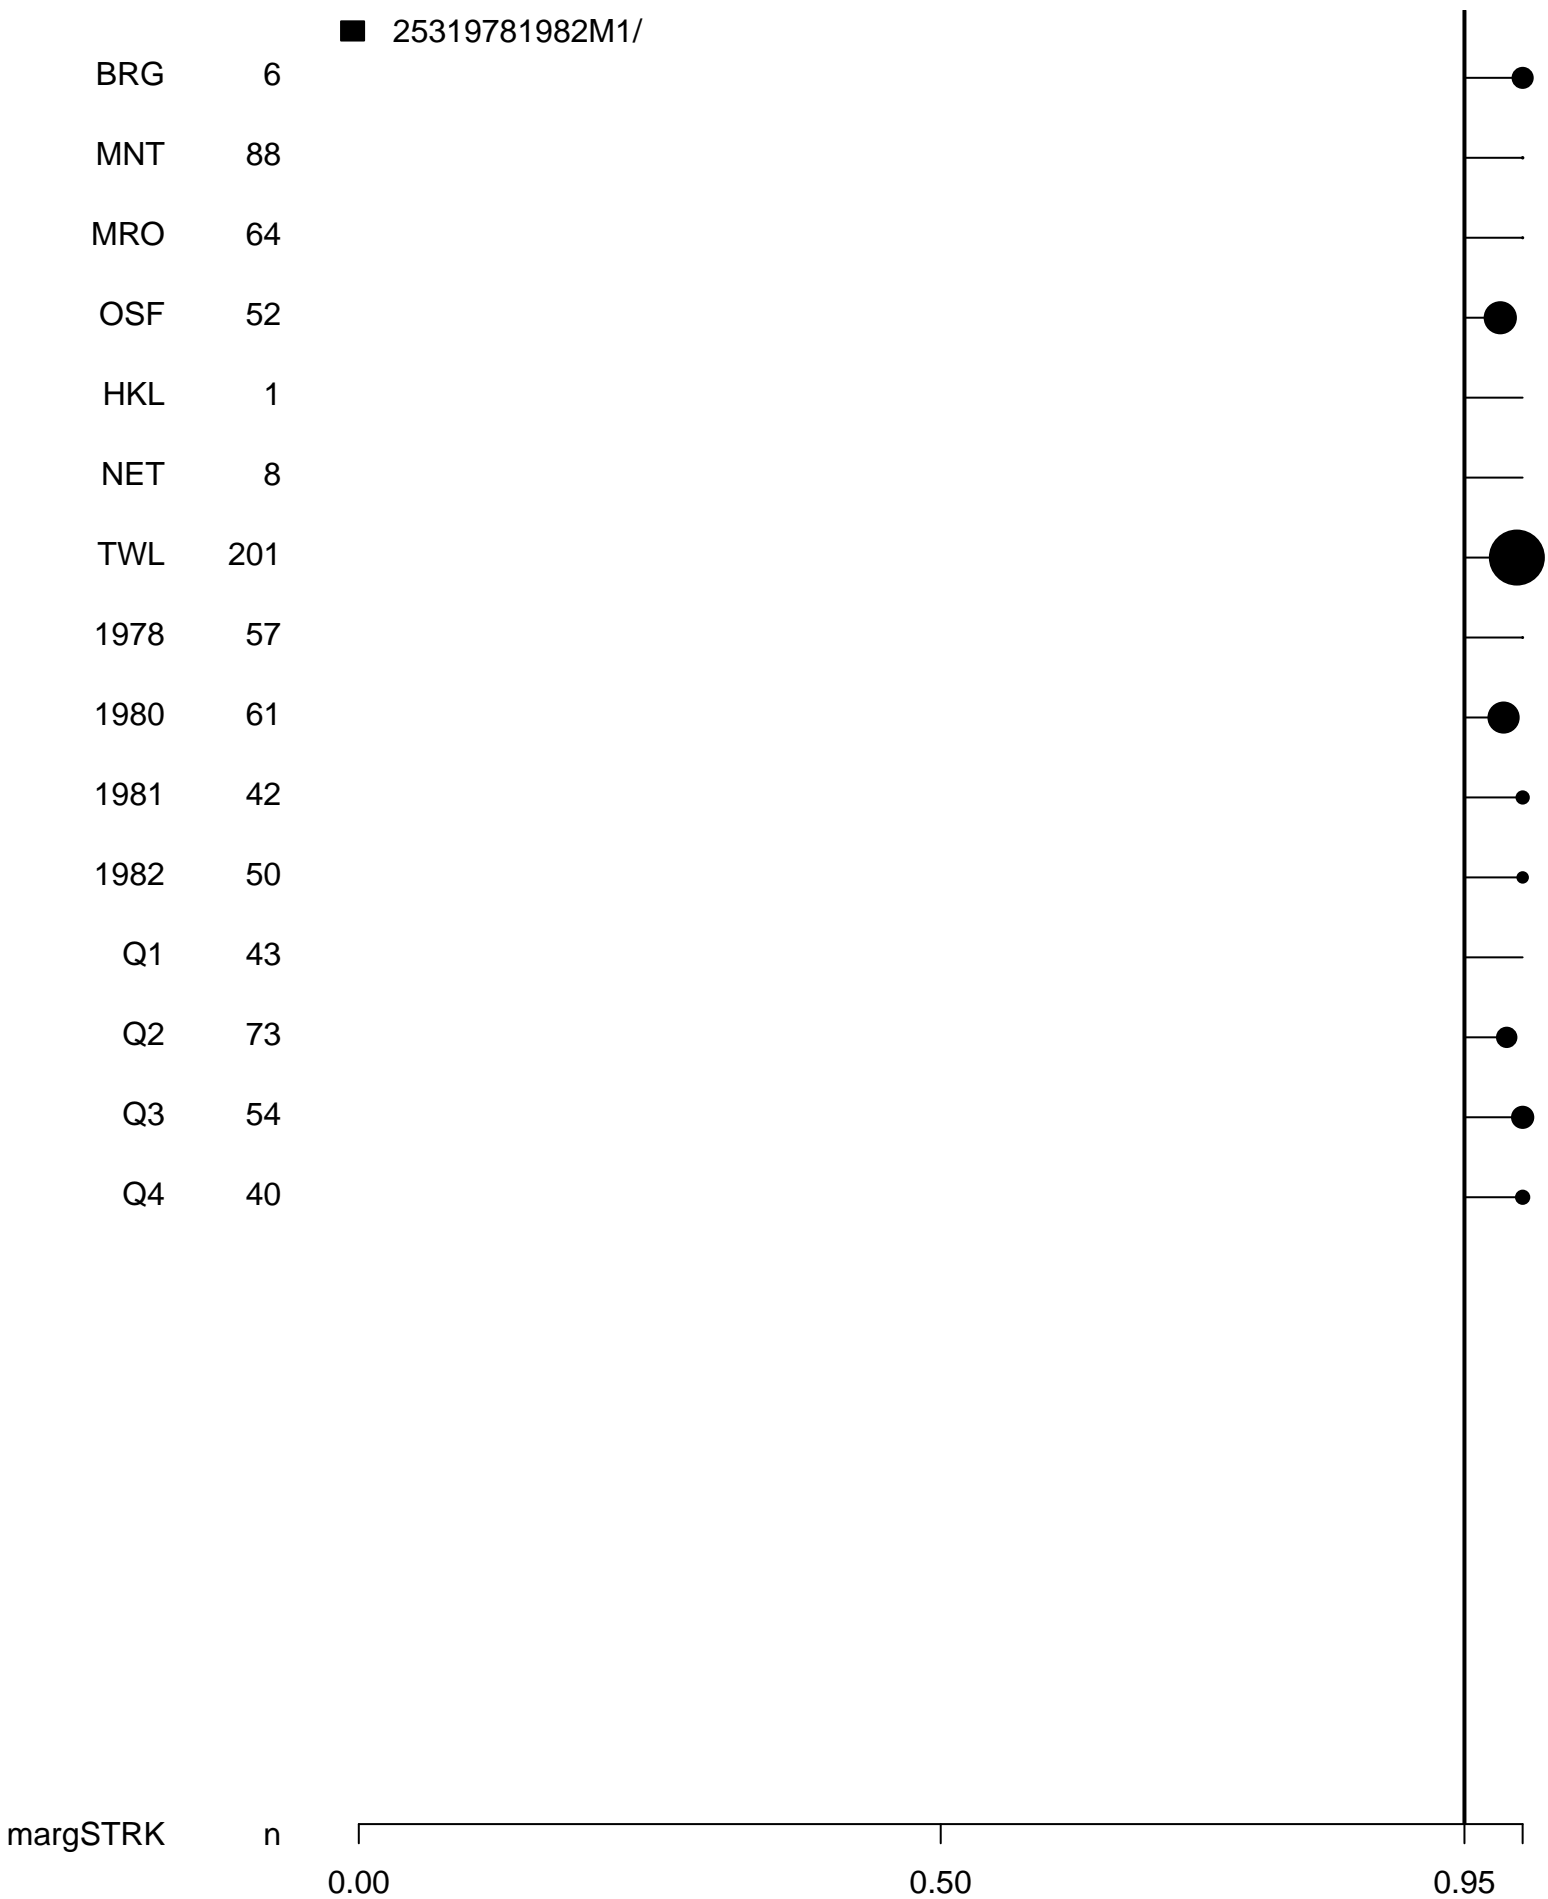 25319781982M1/
BRG 6
MNT 88
MRO 64
OSF 52
HKL 1
NET 8
TWL 201
1978 57
1980 61
1981 42
1982 50
Q1 43
Q2 73
Q3 54
Q4 40
margSTRK n
0.00 0.50 0.95